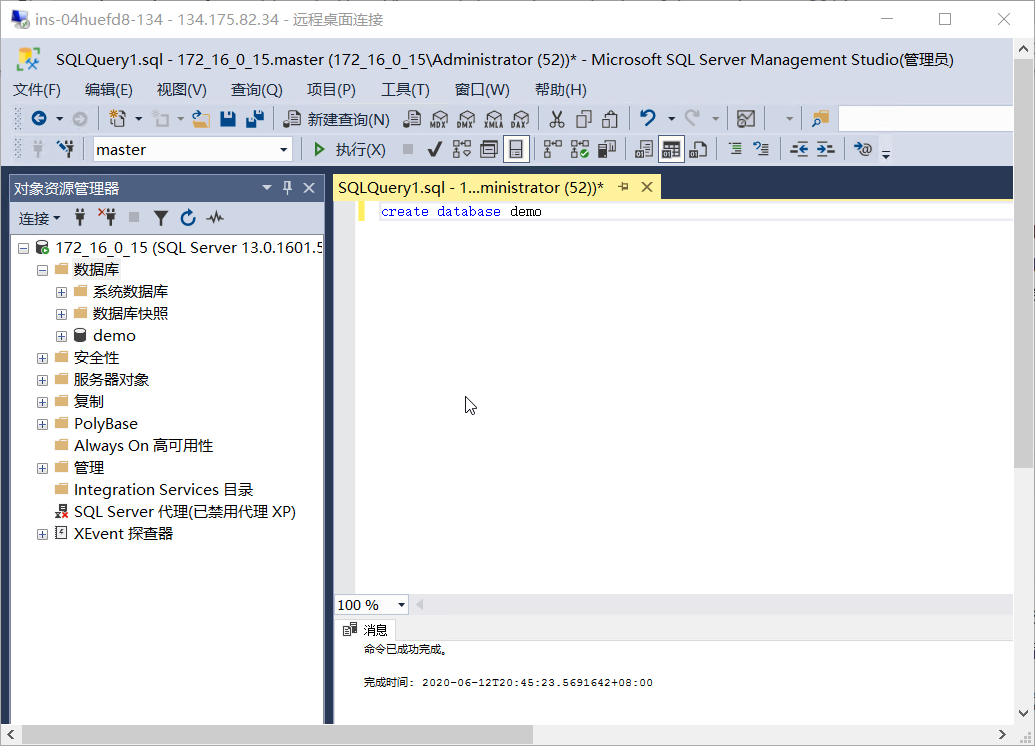 ins-04huefd8-134 - 134.175.82.34 - 远程桌面连接
SQLQuery1.sql - 172_16_0_15.master (172_16_0_15\Administrator (52))* - Microsoft SQL Server Management Studio(管理员)
文件(F) 编辑(E) 视图(V) 查询(Q) 项目(P) 工具(T) 窗口(W) 帮助(H)
新建查询(N) MDX DMX XMLA DAX
master 执行(X)
对象资源管理器
SQLQuery1.sql - 1...ministrator (52))*
连接
create database demo
172_16_0_15 (SQL Server 13.0.1601.5
数据库
系统数据库
数据库快照
demo
安全性
服务器对象
复制
PolyBase
Always On 高可用性
管理
Integration Services 目录
SQL Server 代理(已禁用代理 XP)
XEvent 探查器
100 %
消息
命令已成功完成。
完成时间: 2020-06-12T20:45:23.5691642+08:00